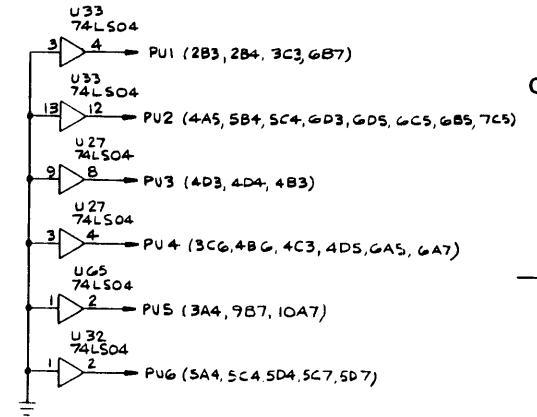 U33
74LS04
3 4 PU1 (2B3, 2B4, 3C3, 6B7)
U33
74LS04
13 12 PU2 (4A5, 5B4, 5C4, 6D3, 6D5, 6C5, 6B5, 7C5)
U27
74LS04
9 8 PU3 (4D3, 4D4, 4B3)
U27
74LS04
3 4 PU4 (3C6, 4B6, 4C3, 4D5, 6A5, 6A7)
U65
74LS04
1 2 PU5 (3A4, 9B7, 10A7)
U32
74LS04
1 2 PU6 (5A4, 5C4, 5D4, 5C7, 5D7)